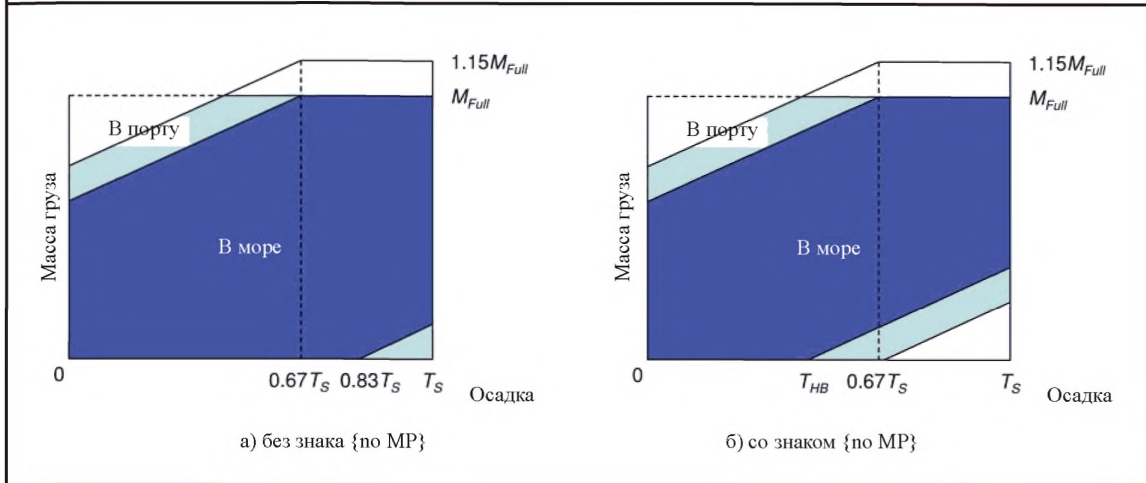 1.15M_Full
M_Full
В порту
Масса груза
В море
0
0.67T_S
0.83T_S
T_S
Осадка
а) без знака {no MP}
1.15M_Full
M_Full
В порту
Масса груза
В море
0
T_HB
0.67T_S
T_S
Осадка
б) со знаком {no MP}